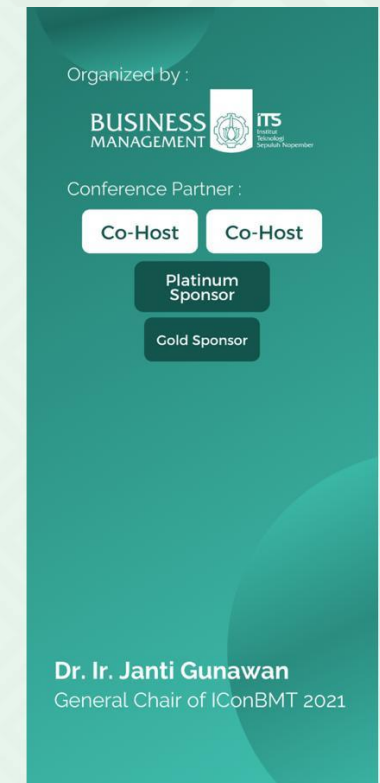 Organized by :
BUSINESS
MANAGEMENT
iTS
Institut
Teknologi
Sepuluh Nopember
Conference Partner :
Co-Host
Co-Host
Platinum
Sponsor
Gold Sponsor
Dr. Ir. Janti Gunawan
General Chair of IConBMT 2021